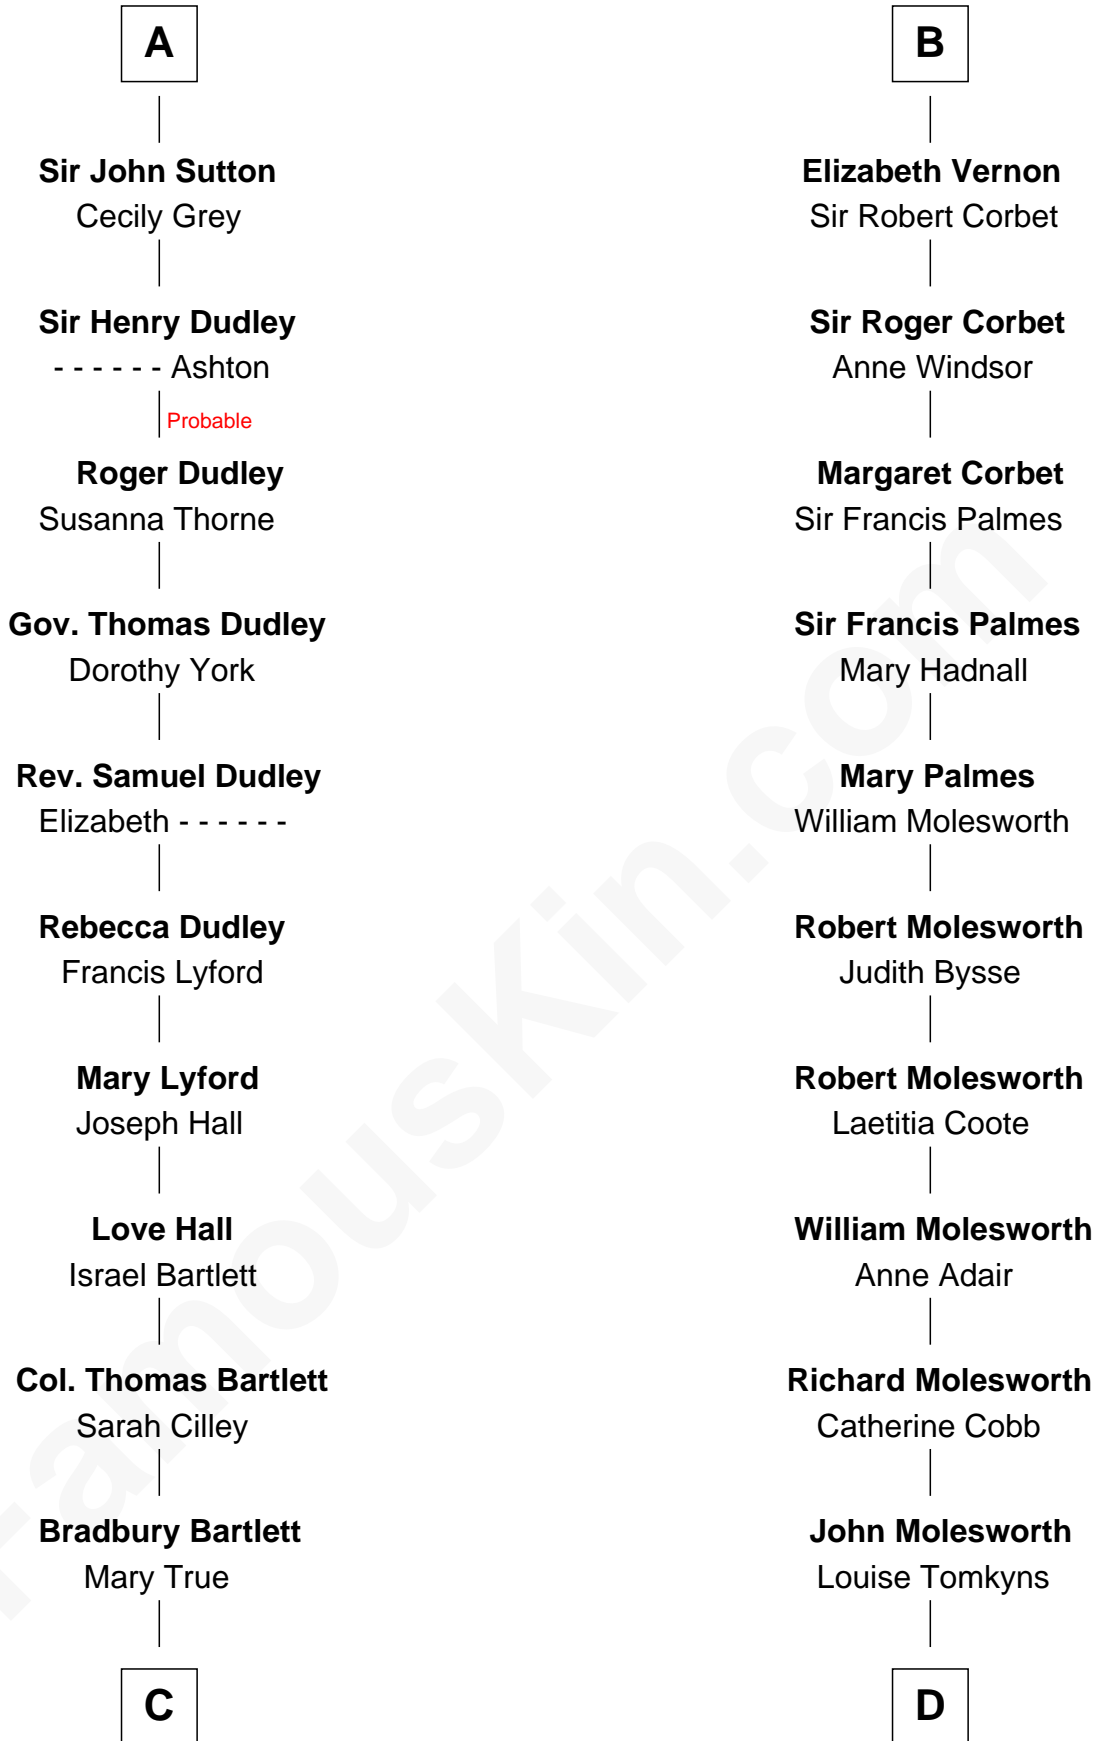 A
Sir John Sutton
Cecily Grey
Sir Henry Dudley
- - - - - - Ashton
Probable
Roger Dudley
Susanna Thorne
Gov. Thomas Dudley
Dorothy York
Rev. Samuel Dudley
Elizabeth - - - - - -
Rebecca Dudley
Francis Lyford
Mary Lyford
Joseph Hall
Love Hall
Israel Bartlett
Col. Thomas Bartlett
Sarah Cilley
Bradbury Bartlett
Mary True
C
B
Elizabeth Vernon
Sir Robert Corbet
Sir Roger Corbet
Anne Windsor
Margaret Corbet
Sir Francis Palmes
Sir Francis Palmes
Mary Hadnall
Mary Palmes
William Molesworth
Robert Molesworth
Judith Bysse
Robert Molesworth
Laetitia Coote
William Molesworth
Anne Adair
Richard Molesworth
Catherine Cobb
John Molesworth
Louise Tomkyns
D
FamousKin.com